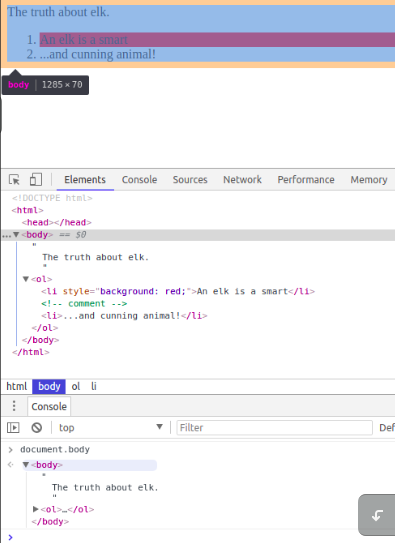 The truth about elk.
1. An elk is a smart
2. ...and cunning animal!
body | 1285 × 70
Elements Console Sources Network Performance Memory
<!DOCTYPE html>
<html>
<head></head>
...▼<body> == $0
"
The truth about elk.
"
▼<ol>
<li style="background: red;">An elk is a smart</li>
<!-- comment -->
<li>...and cunning animal!</li>
</ol>
</body>
</html>
html body ol li
Console
top Filter Def
> document.body
▼<body>
"
The truth about elk.
"
▶<ol>…</ol>
</body>
>